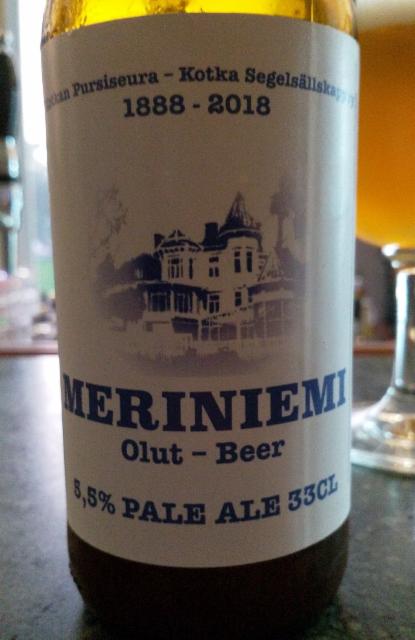 Pursiseura – Kotka Segelsällskap
1888 - 2018
MERINIEMI
Olut – Beer
5,5% PALE ALE 33CL